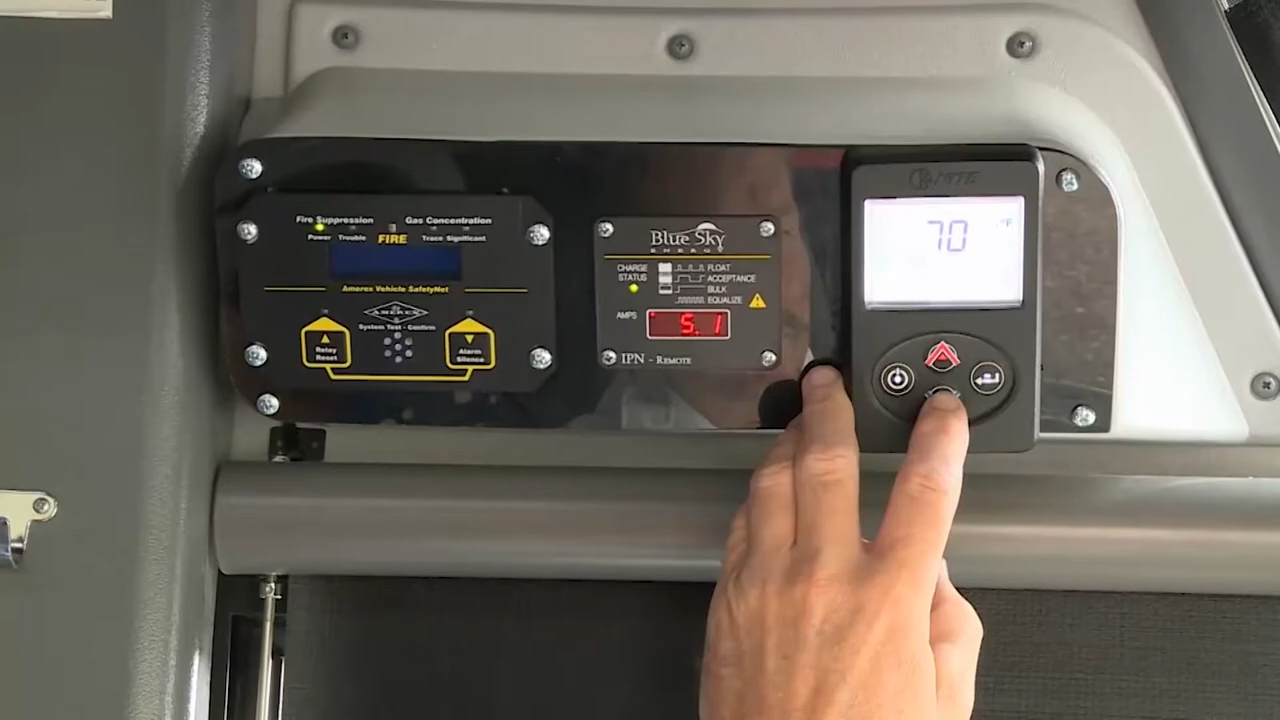 Fire Suppression
Gas Concentration
Power Trouble FIRE Trace Significant
Amerex Vehicle SafetyNet
AMEREX
System Test - Confirm
Relay
Reset
Alarm
Silence
Blue Sky
ENERGY
CHARGE
STATUS
FLOAT
ACCEPTANCE
BULK
EQUALIZE
AMPS
5.1
IPN - REMOTE
NITE
70 °F